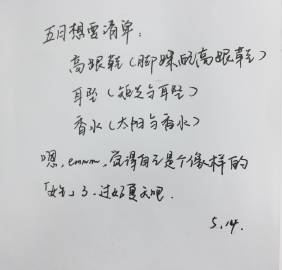 五月想要清单：
高跟鞋（脚踝配高跟鞋）
耳坠（短发与耳坠）
香水（太阳与香水）
嗯，emmm，觉得自己是个像样的
「女生」了，过好夏天吧.
5.14.